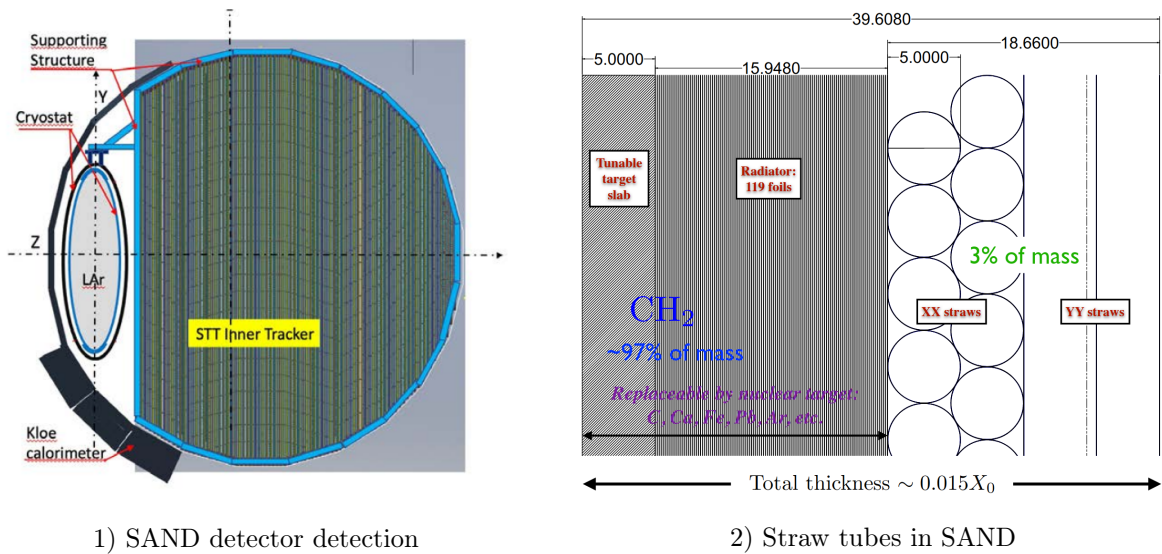 Supporting
Structure
Y
Cryostat
Z
LAr
STT Inner Tracker
Kloe
calorimeter
1) SAND detector detection
39.6080
18.6600
5.0000
5.0000
15.9480
Tunable
target
slab
Radiator:
119 foils
3% of mass
CH2
XX straws
YY straws
~97% of mass
Replaceable by nuclear target:
C, Ca, Fe, Pb, Ar, etc.
Total thickness ∼ 0.015X0
2) Straw tubes in SAND